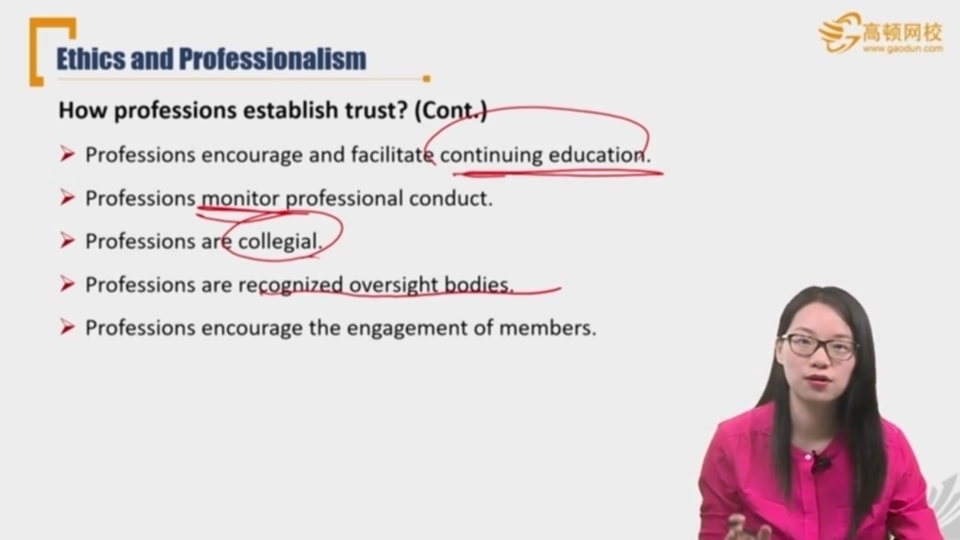 高顿网校
www.gaodun.com
Ethics and Professionalism
How professions establish trust? (Cont.)
Professions encourage and facilitate continuing education.
Professions monitor professional conduct.
Professions are collegial.
Professions are recognized oversight bodies.
Professions encourage the engagement of members.